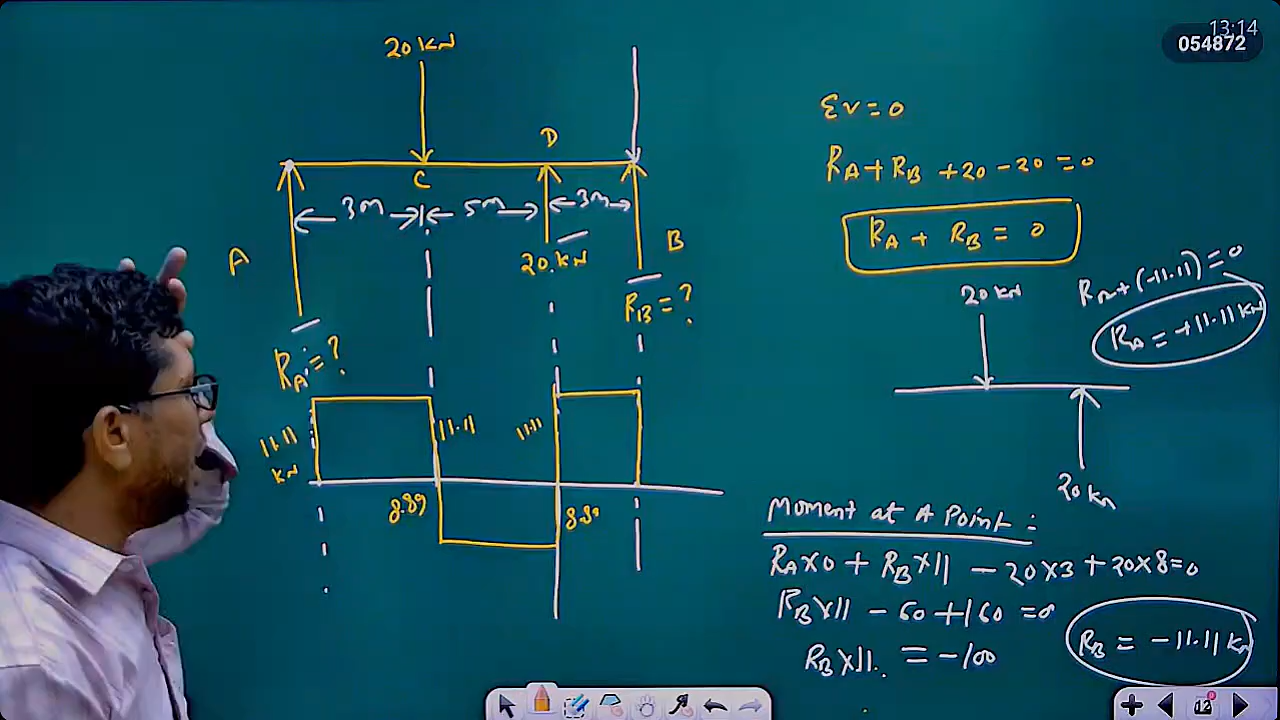 13:14
054872
20 KN
D
C
3m
5m
3m
A
B
20 KN
RB = ?
RA = ?
11.11
KN
11.11
11.11
8.89
8.89
Σv = 0
RA + RB + 20 - 20 = 0
RA + RB = 0
RA + (-11.11) = 0
RA = +11.11 KN
20 KN
20 KN
Moment at A Point :
RA×0 + RB×11 - 20×3 + 20×8 = 0
RB×11 - 60 + 160 = 0
RB×11. = -100
RB = -11.11 KN
12